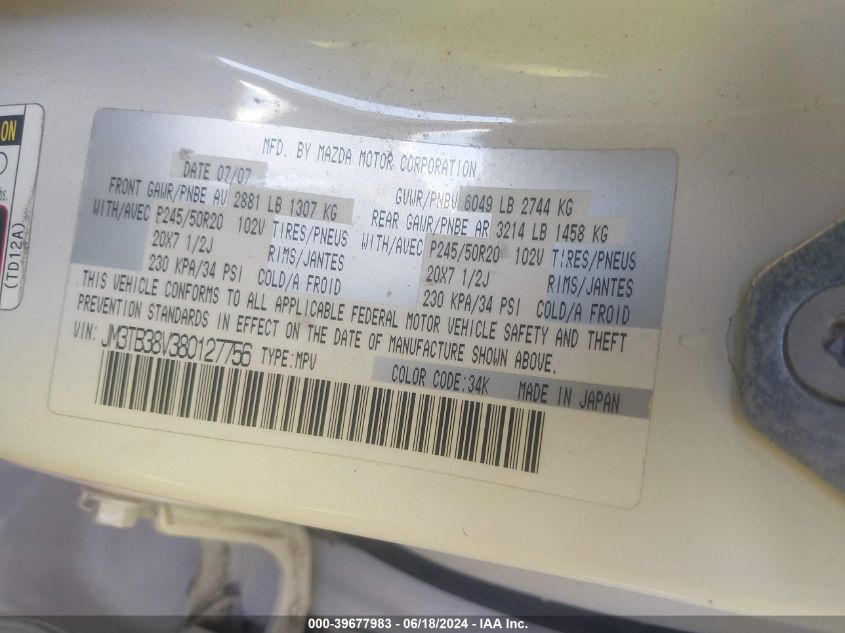 ON
bs.
(TD12A)
MFD. BY MAZDA MOTOR CORPORATION
DATE 07/07
FRONT GAWR/PNBE AV 2881 LB 1307 KG
WITH/AVEC P245/50R20 102V TIRES/PNEUS
20X7 1/2J RIMS/JANTES
230 KPA/34 PSI COLD/A FROID
GVWR/PNBV 6049 LB 2744 KG
REAR GAWR/PNBE AR 3214 LB 1458 KG
WITH/AVEC P245/50R20 102V TIRES/PNEUS
20X7 1/2J RIMS/JANTES
230 KPA/34 PSI COLD/A FROID
THIS VEHICLE CONFORMS TO ALL APPLICABLE FEDERAL MOTOR VEHICLE SAFETY AND THEFT
PREVENTION STANDARDS IN EFFECT ON THE DATE OF MANUFACTURE SHOWN ABOVE.
VIN: JM3TB38V380127756 TYPE:MPV
COLOR CODE:34K MADE IN JAPAN
000-39677983 - 06/18/2024 - IAA Inc.